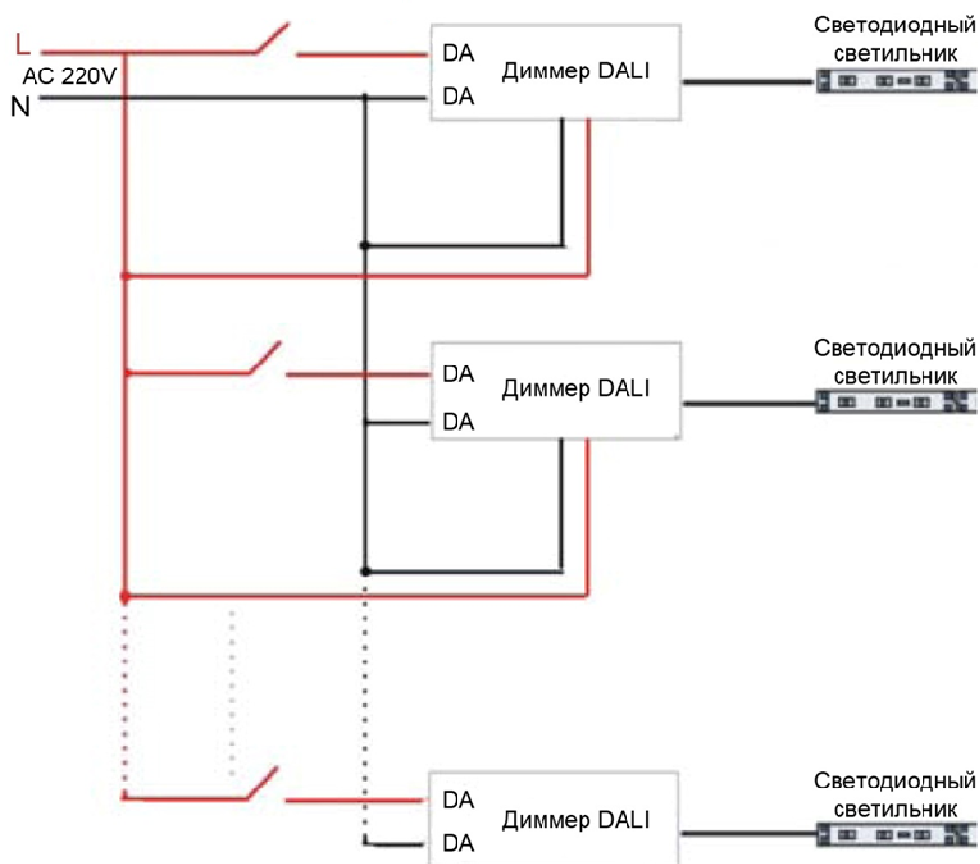 L
AC 220V
N
DA
DA
Диммер DALI
Светодиодный
светильник
DA
DA
Диммер DALI
Светодиодный
светильник
DA
DA
Диммер DALI
Светодиодный
светильник